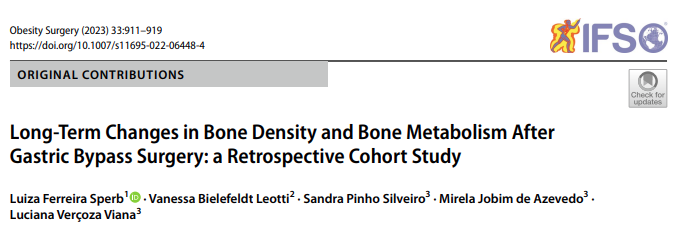 Obesity Surgery (2023) 33:911–919
https://doi.org/10.1007/s11695-022-06448-4
IFSO
ORIGINAL CONTRIBUTIONS
Check for
updates
Long-Term Changes in Bone Density and Bone Metabolism After
Gastric Bypass Surgery: a Retrospective Cohort Study
Luiza Ferreira Sperb¹ iD · Vanessa Bielefeldt Leotti² · Sandra Pinho Silveiro³ · Mirela Jobim de Azevedo³ ·
Luciana Verçoza Viana³